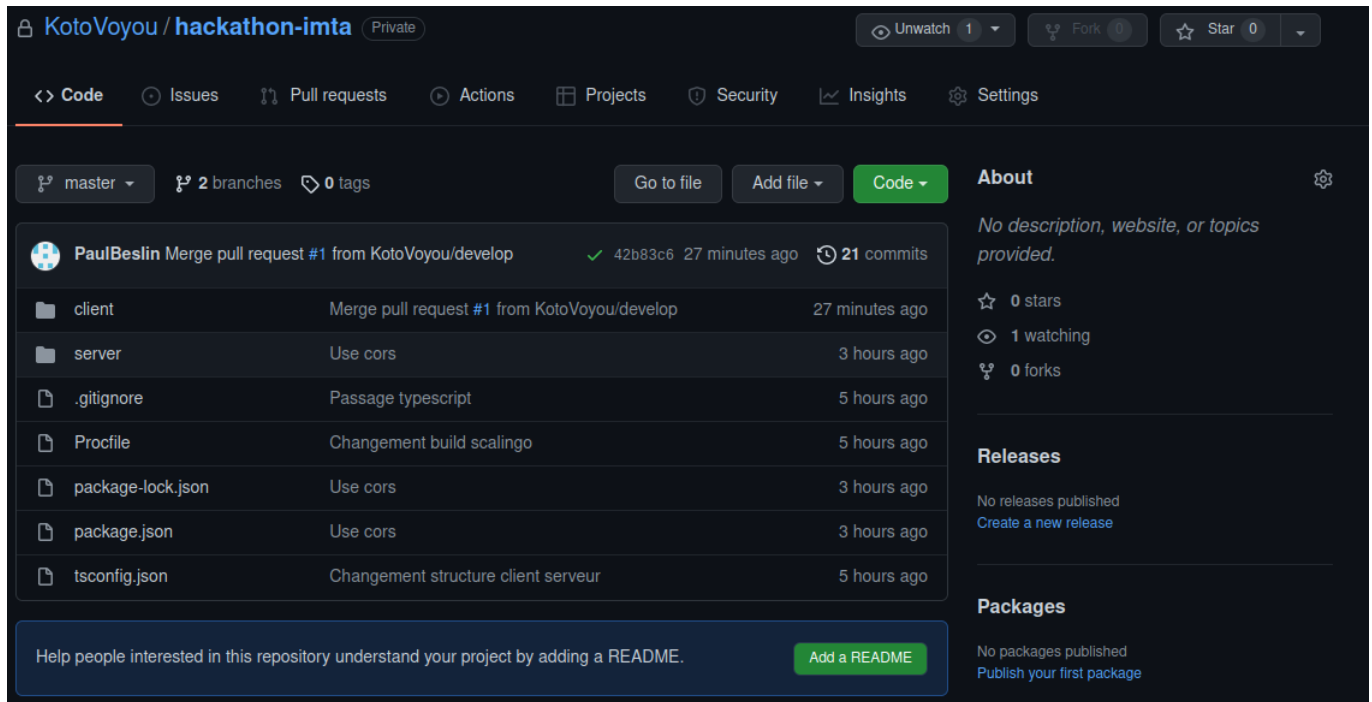 KotoVoyou / hackathon-imta Private Unwatch 1 Fork 0 Star 0
Code Issues Pull requests Actions Projects Security Insights Settings
master 2 branches 0 tags Go to file Add file Code
PaulBeslin Merge pull request #1 from KotoVoyou/develop 42b83c6 27 minutes ago 21 commits
client Merge pull request #1 from KotoVoyou/develop 27 minutes ago
server Use cors 3 hours ago
.gitignore Passage typescript 5 hours ago
Procfile Changement build scalingo 5 hours ago
package-lock.json Use cors 3 hours ago
package.json Use cors 3 hours ago
tsconfig.json Changement structure client serveur 5 hours ago
Help people interested in this repository understand your project by adding a README. Add a README
About
No description, website, or topics
provided.
0 stars
1 watching
0 forks
Releases
No releases published
Create a new release
Packages
No packages published
Publish your first package